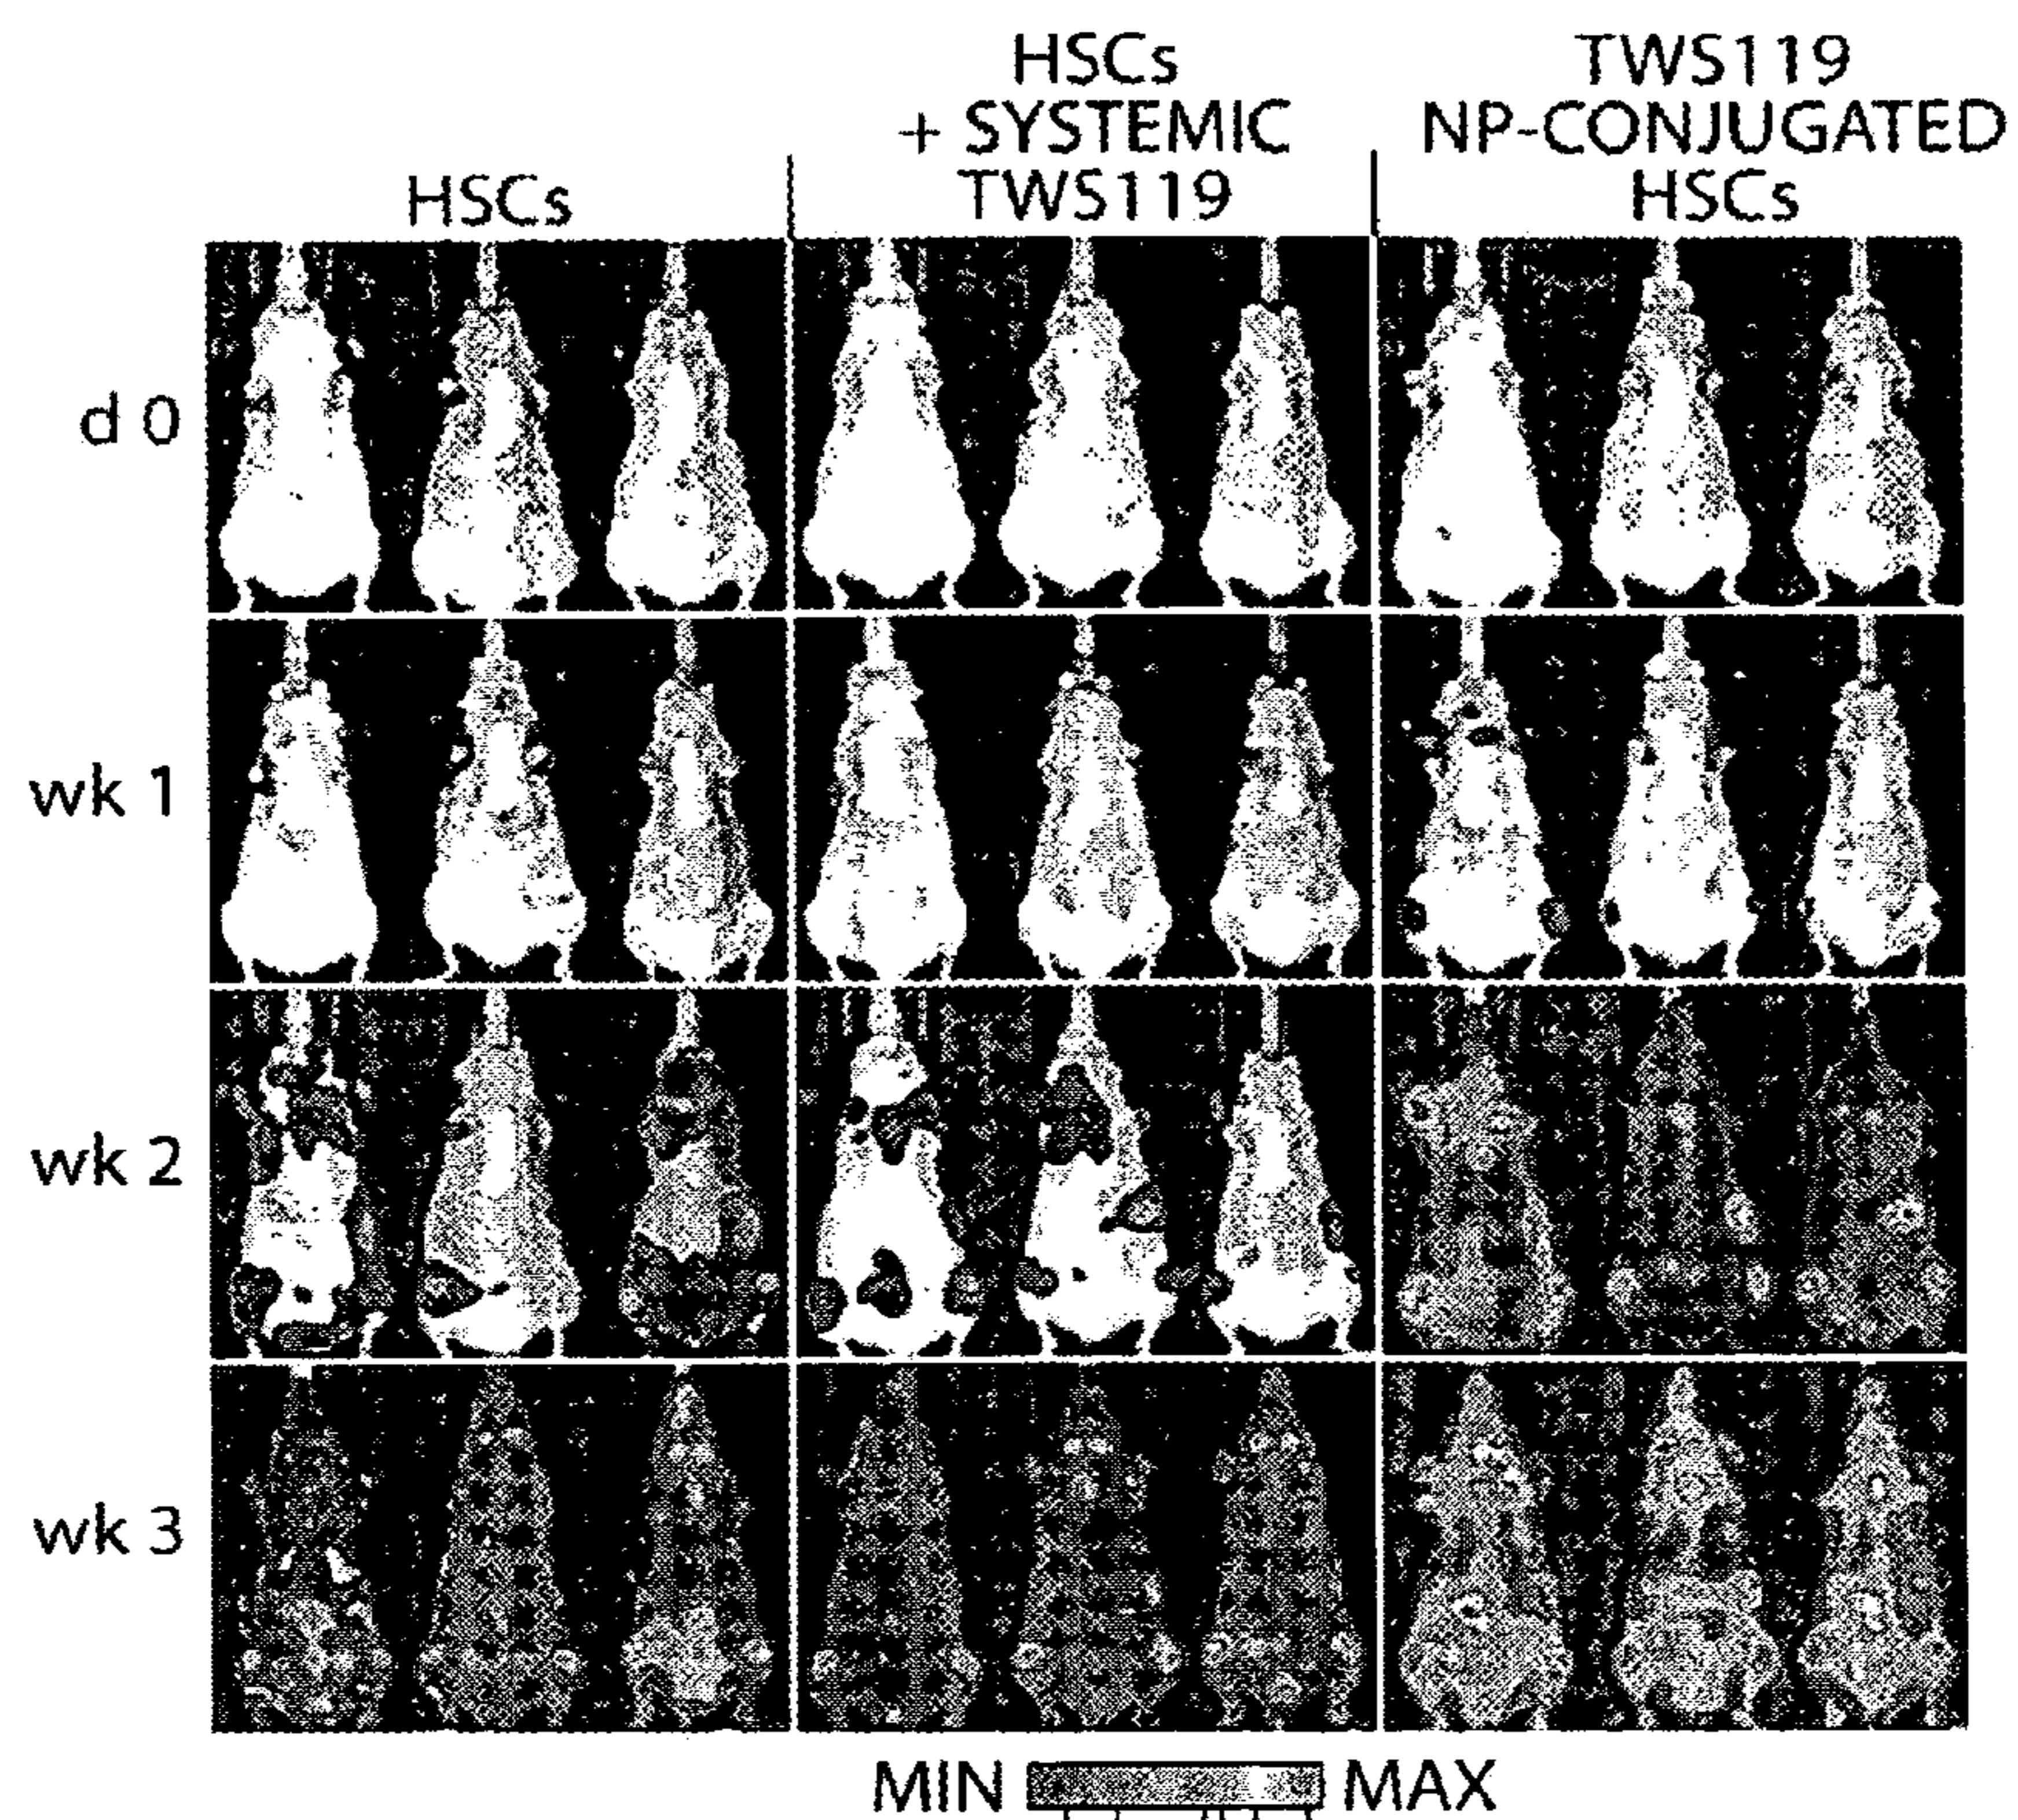 HSCs
HSCs
+ SYSTEMIC
TWS119
TWS119
NP-CONJUGATED
HSCs
d 0
wk 1
wk 2
wk 3
MIN
MAX